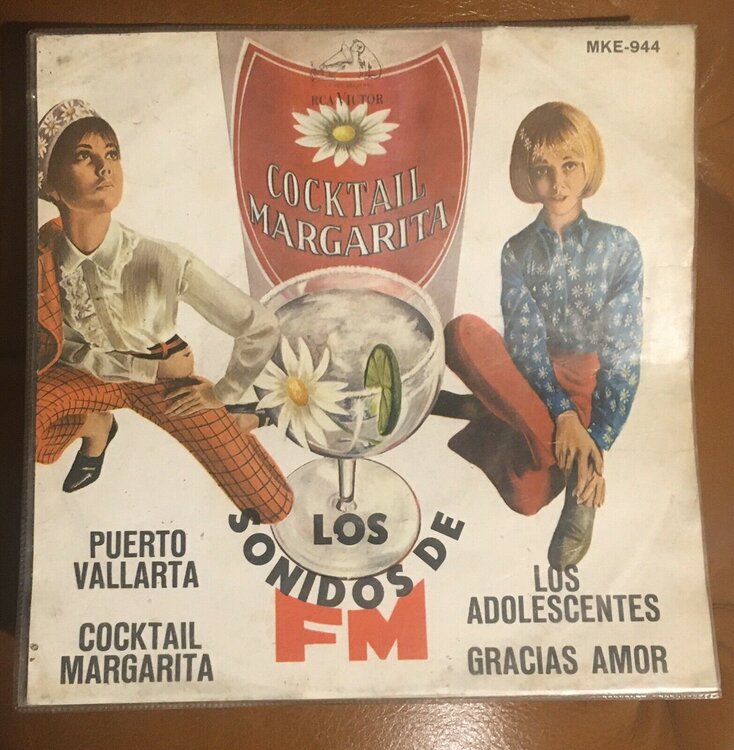 MKE-944
RCA VICTOR
COCKTAIL
MARGARITA
LOS
SONIDOS DE
FM
PUERTO
VALLARTA
COCKTAIL
MARGARITA
LOS
ADOLESCENTES
GRACIAS AMOR